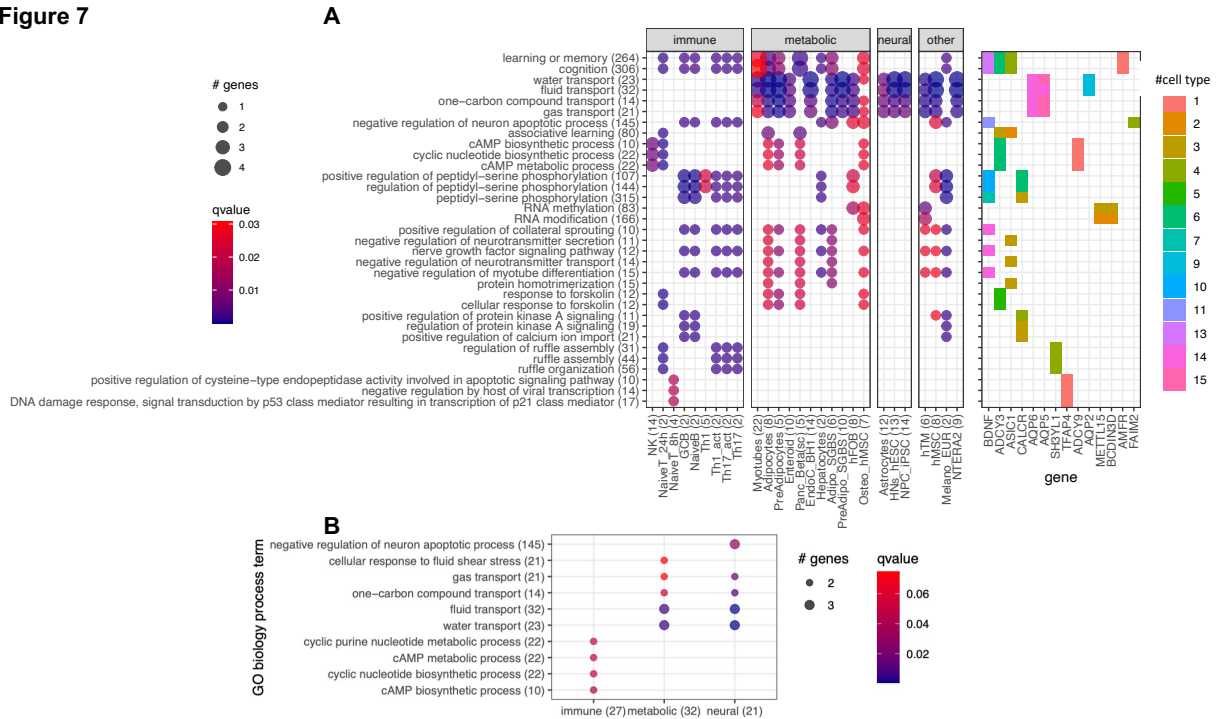 Figure 7
A
immune
metabolic
neural
other
learning or memory (264)
cognition (306)
water transport (23)
fluid transport (32)
one−carbon compound transport (14)
gas transport (21)
negative regulation of neuron apoptotic process (145)
associative learning (80)
cAMP biosynthetic process (10)
cyclic nucleotide biosynthetic process (22)
cAMP metabolic process (22)
positive regulation of peptidyl−serine phosphorylation (107)
regulation of peptidyl−serine phosphorylation (144)
peptidyl−serine phosphorylation (315)
RNA methylation (83)
RNA modification (166)
positive regulation of collateral sprouting (10)
negative regulation of neurotransmitter secretion (11)
nerve growth factor signaling pathway (12)
negative regulation of neurotransmitter transport (14)
negative regulation of myotube differentiation (15)
protein homotrimerization (15)
response to forskolin (12)
cellular response to forskolin (12)
positive regulation of protein kinase A signaling (11)
regulation of protein kinase A signaling (19)
positive regulation of calcium ion import (21)
regulation of ruffle assembly (31)
ruffle assembly (44)
ruffle organization (56)
positive regulation of cysteine−type endopeptidase activity involved in apoptotic signaling pathway (10)
negative regulation by host of viral transcription (14)
DNA damage response, signal transduction by p53 class mediator resulting in transcription of p21 class mediator (17)
# genes
1
2
3
4
qvalue
0.03
0.02
0.01
NK (14)
NaiveT_24h (2)
NaiveT_8h (4)
GCB (2)
NaiveB (2)
Th1 (5)
Th1_act (2)
Th17_act (2)
Th17 (2)
Myotubes (22)
Adipocytes (8)
PreAdipocytes (5)
Enteroid (10)
Panc_Beta(sc) (5)
EndoC_BH1 (14)
Hepatocytes (2)
Adipo_SGBS (6)
PreAdipo_SGBS (10)
hFOB (8)
Osteo_hMSC (7)
Astrocytes (12)
HNs_hESC (13)
NPC_iPSC (14)
hTM (6)
hMSC (8)
Melano_EUR (2)
NTERA2 (9)
BDNF
ADCY3
ASIC1
CALCR
AQP6
AQP5
SH3YL1
TFAP4
ADCY9
AQP2
METTL15
BCDIN3D
AMFR
FAIM2
gene
#cell type
1
2
3
4
5
6
7
9
10
11
13
14
15
B
GO biology process term
negative regulation of neuron apoptotic process (145)
cellular response to fluid shear stress (21)
gas transport (21)
one−carbon compound transport (14)
fluid transport (32)
water transport (23)
cyclic purine nucleotide metabolic process (22)
cAMP metabolic process (22)
cyclic nucleotide biosynthetic process (22)
cAMP biosynthetic process (10)
immune (27)
metabolic (32)
neural (21)
# genes
2
3
qvalue
0.06
0.04
0.02